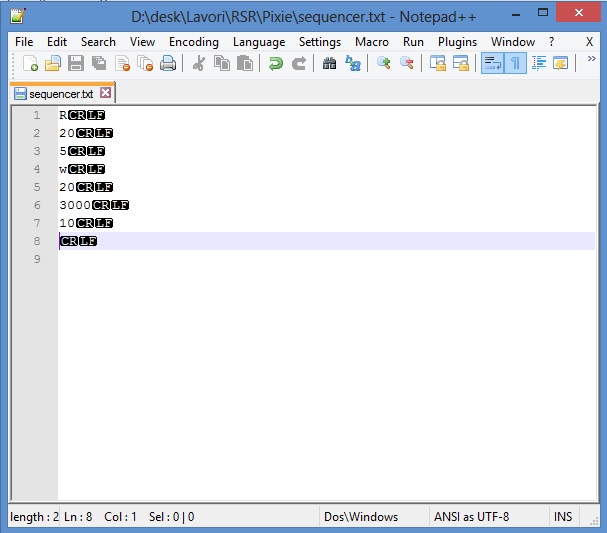 D:\desk\Lavori\RSR\Pixie\sequencer.txt - Notepad++
File Edit Search View Encoding Language Settings Macro Run Plugins Window ? X
sequencer.txt
1 RCRLF
2 20CRLF
3 5CRLF
4 wCRLF
5 20CRLF
6 3000CRLF
7 10CRLF
8 CRLF
9
length : 2 Ln : 8 Col : 1 Sel : 0 | 0 Dos\Windows ANSI as UTF-8 INS